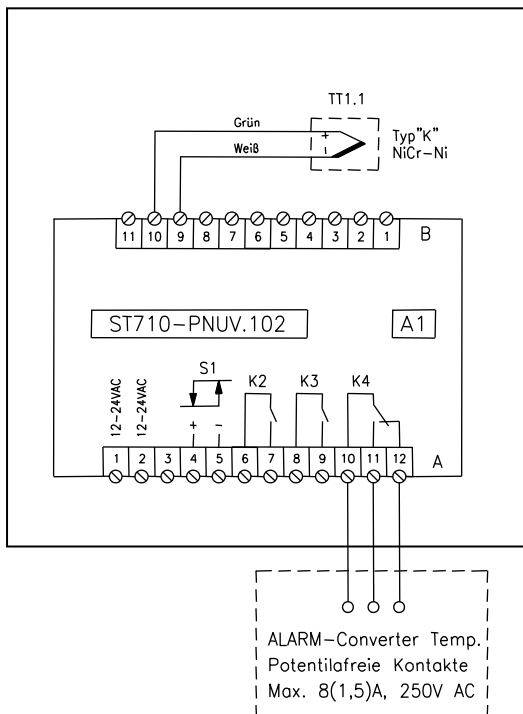 TT1.1
Grün
Weiß
+
-
Typ"K"
NiCr-Ni
11 10 9 8 7 6 5 4 3 2 1
B
ST710-PNUV.102
A1
12-24VAC
12-24VAC
S1
K2
K3
K4
+ -
1 2 3 4 5 6 7 8 9 10 11 12
A
ALARM-Converter Temp.
Potentilafreie Kontakte
Max. 8(1,5)A, 250V AC